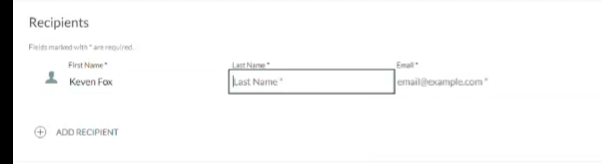 Recipients
Fields marked with * are required.
First Name *
Last Name *
Email *
Keven Fox
Last Name *
email@example.com *
ADD RECIPIENT